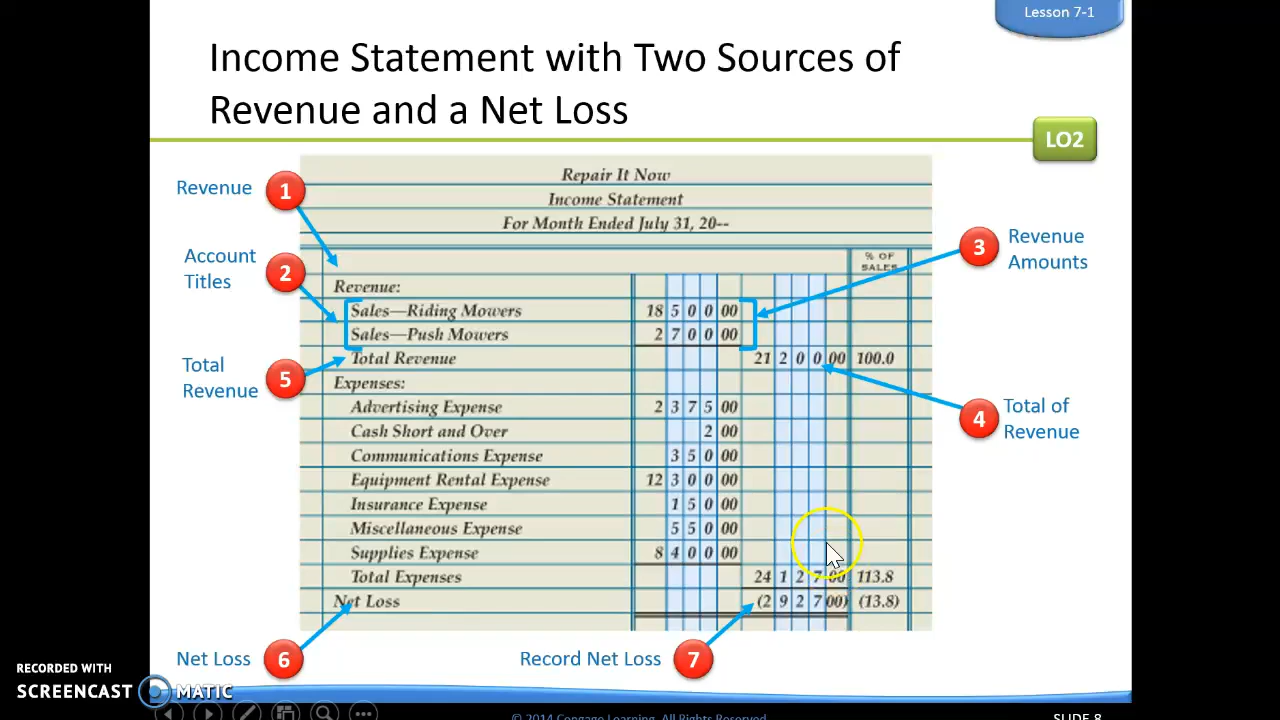 Lesson 7-1
Income Statement with Two Sources of
Revenue and a Net Loss
LO2
Revenue 1
Account
Titles 2
Total
Revenue 5
3 Revenue
Amounts
4 Total of
Revenue
Repair It Now
Income Statement
For Month Ended July 31, 20--
% OF
SALES
Revenue:
Sales—Riding Mowers 18 5 0 0 00
Sales—Push Mowers 2 7 0 0 00
Total Revenue 21 2 0 0 00 100.0
Expenses:
Advertising Expense 2 3 7 5 00
Cash Short and Over 2 00
Communications Expense 3 5 0 00
Equipment Rental Expense 12 3 0 0 00
Insurance Expense 1 5 0 00
Miscellaneous Expense 5 5 0 00
Supplies Expense 8 4 0 0 00
Total Expenses 24 1 2 7 00 113.8
Net Loss (2 9 2 7 00) (13.8)
Net Loss 6
Record Net Loss 7
RECORDED WITH
SCREENCAST MATIC
© 2014 Cengage Learning. All Rights Reserved.
SLIDE 8